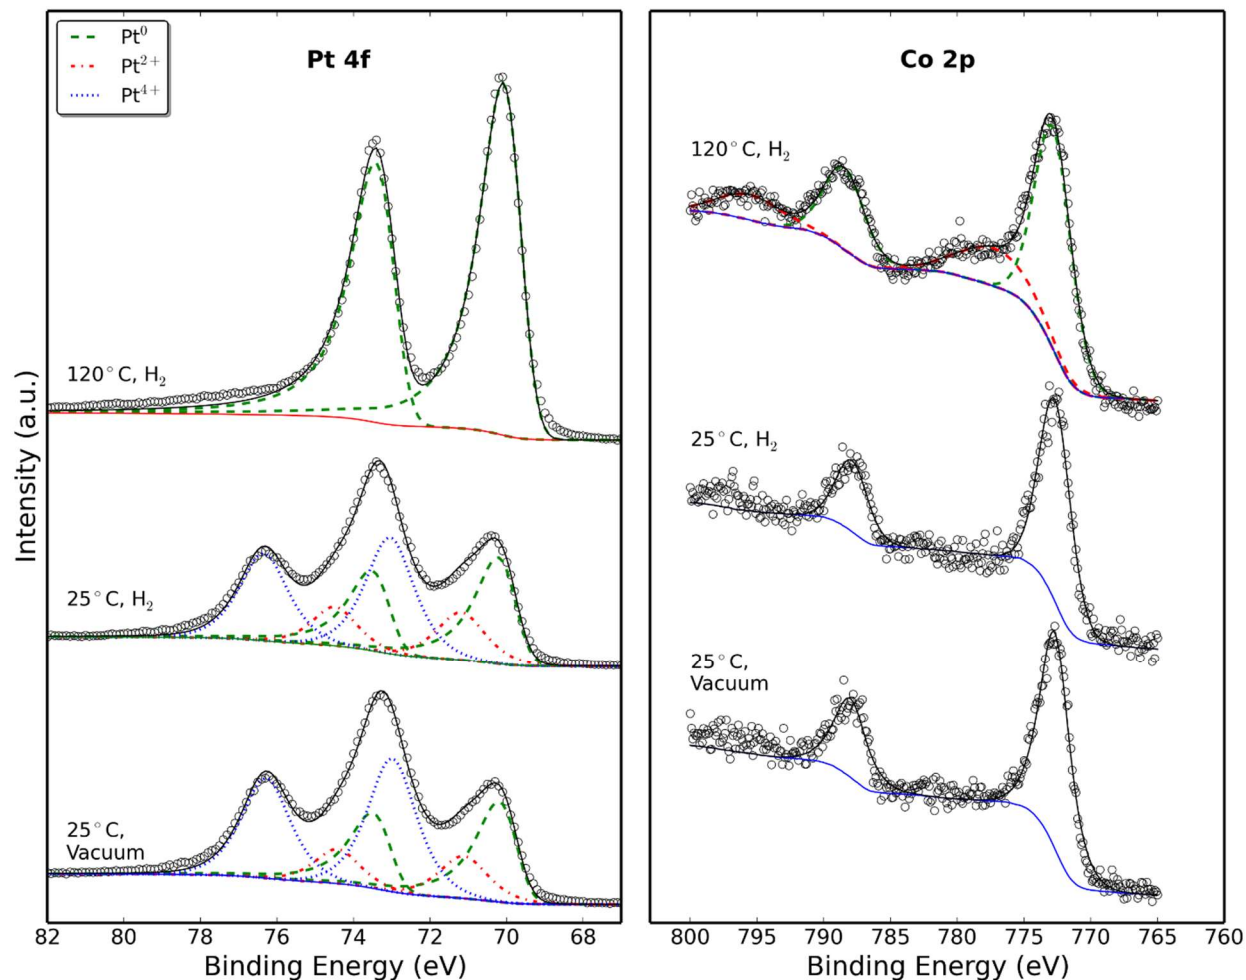 Pt⁰
Pt²⁺
Pt⁴⁺
Pt 4f
120°C, H₂
25°C, H₂
25°C,
Vacuum
Intensity (a.u.)
82 80 78 76 74 72 70 68
Binding Energy (eV)
Co 2p
120°C, H₂
25°C, H₂
25°C,
Vacuum
800 795 790 785 780 775 770 765 760
Binding Energy (eV)